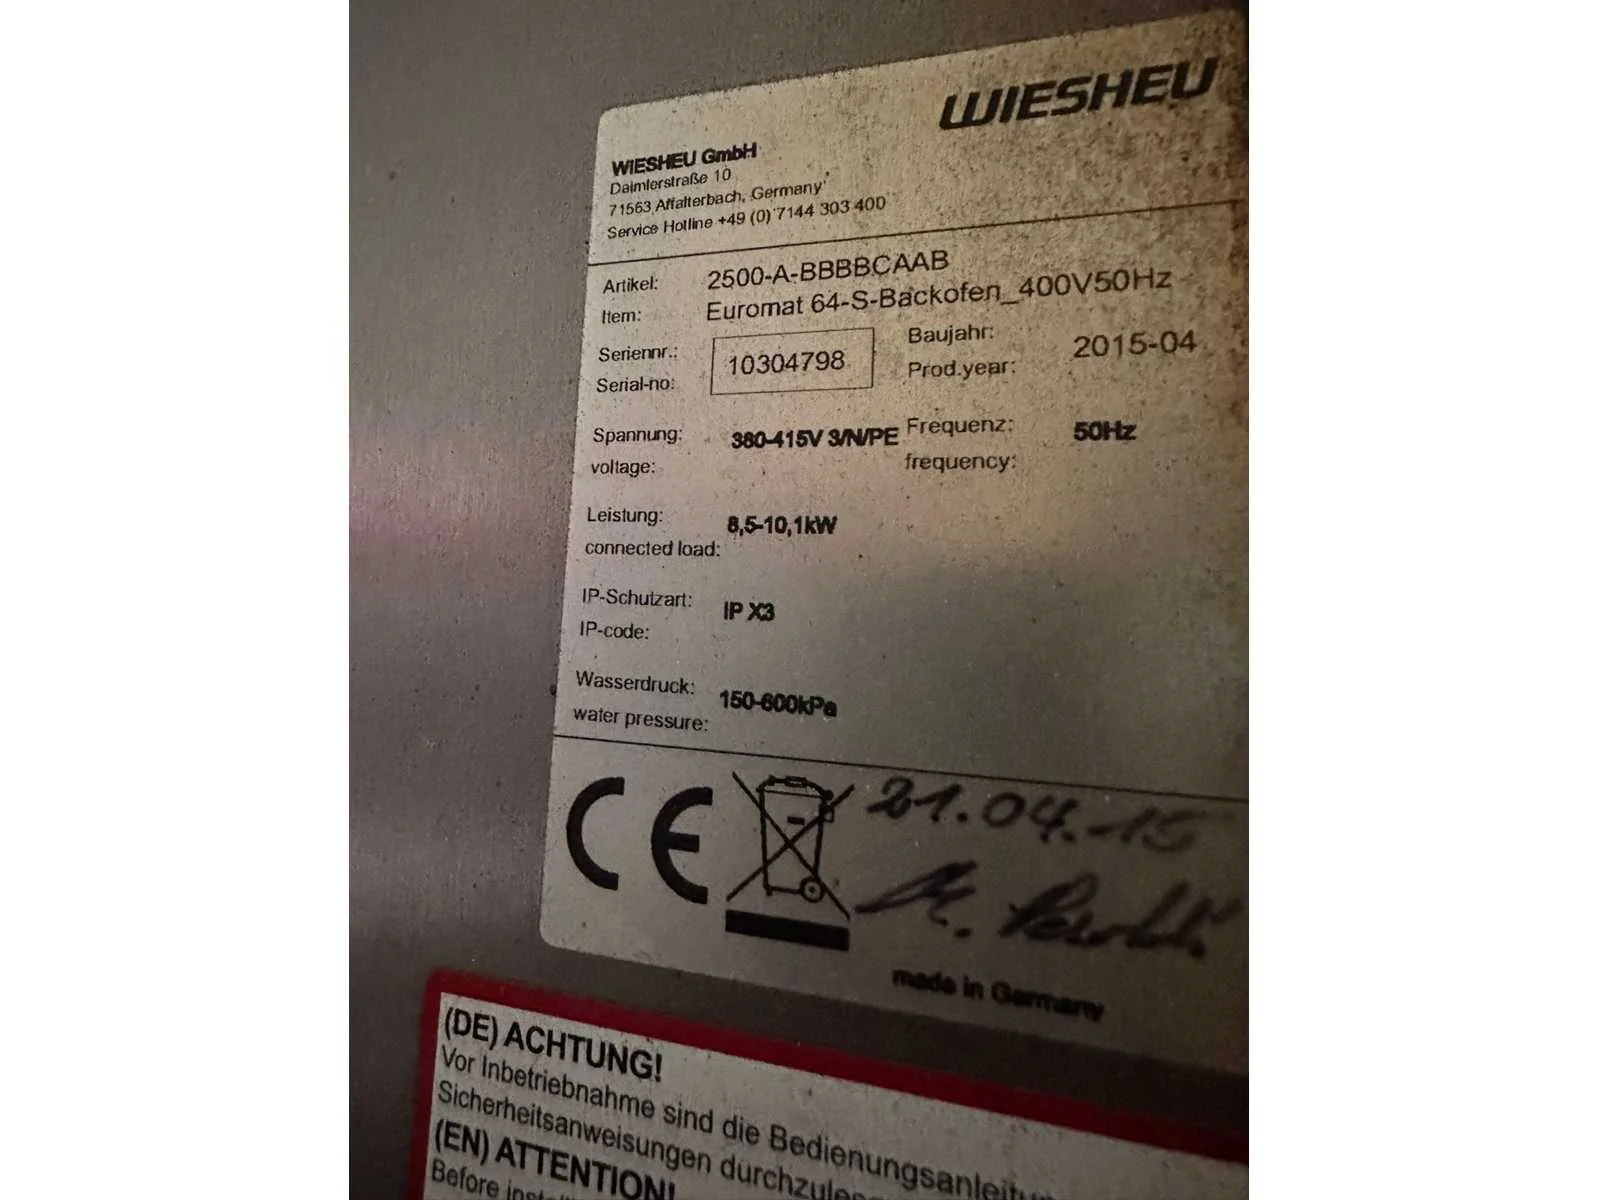 WIESHEU
WIESHEU GmbH
Daimlerstraße 10
71563 Affalterbach, Germany
Service Hotline +49 (0) 7144 303 400
Artikel: 2500-A-BBBBCAAB
Item: Euromat 64-S-Backofen_400V50Hz
Seriennr.: Baujahr:
Serial-no: 10304798 Prod.year: 2015-04
Spannung: 380-415V 3/N/PE Frequenz: 50Hz
voltage: frequency:
Leistung: 8,5-10,1kW
connected load:
IP-Schutzart: IP X3
IP-code:
Wasserdruck: 150-600kPa
water pressure:
CE
21.04.-15
made in Germany
(DE) ACHTUNG!
Vor Inbetriebnahme sind die Bedienungsanleitu
Sicherheitsanweisungen durchzules
(EN) ATTENTION!
Before